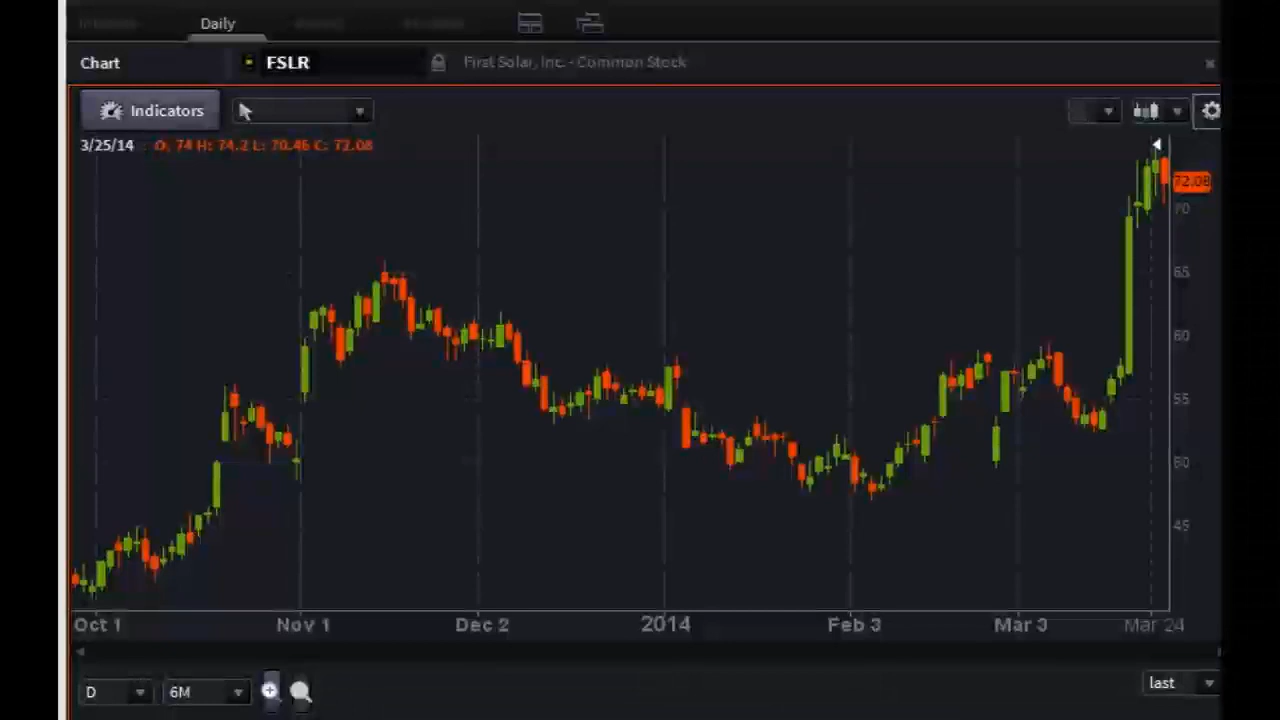 Daily
Chart FSLR First Solar, Inc. - Common Stock
Indicators
3/25/14 O: 74 H: 74.2 L: 70.46 C: 72.08
72.08
70
65
60
55
50
45
Oct 1 Nov 1 Dec 2 2014 Feb 3 Mar 3 Mar 24
D 6M last